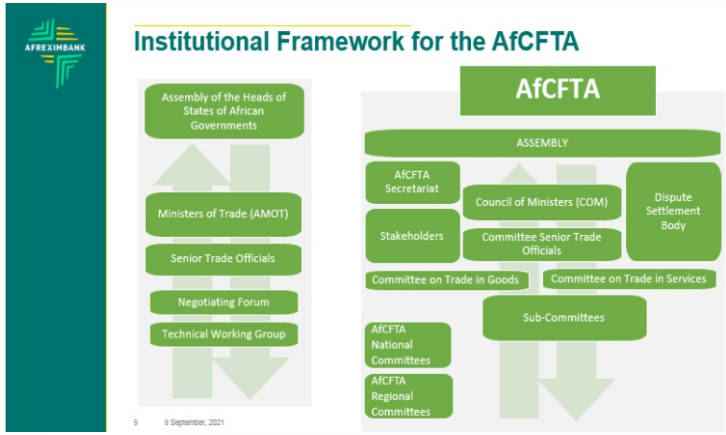 AFREXIMBANK
Institutional Framework for the AfCFTA
Assembly of the Heads of
States of African
Governments
Ministers of Trade (AMOT)
Senior Trade Officials
Negotiating Forum
Technical Working Group
AfCFTA
ASSEMBLY
AfCFTA
Secretariat
Stakeholders
Council of Ministers (COM)
Committee Senior Trade
Officials
Dispute
Settlement
Body
Committee on Trade in Goods
Committee on Trade in Services
Sub-Committees
AfCFTA
National
Committees
AfCFTA
Regional
Committees
9 9 September, 2021